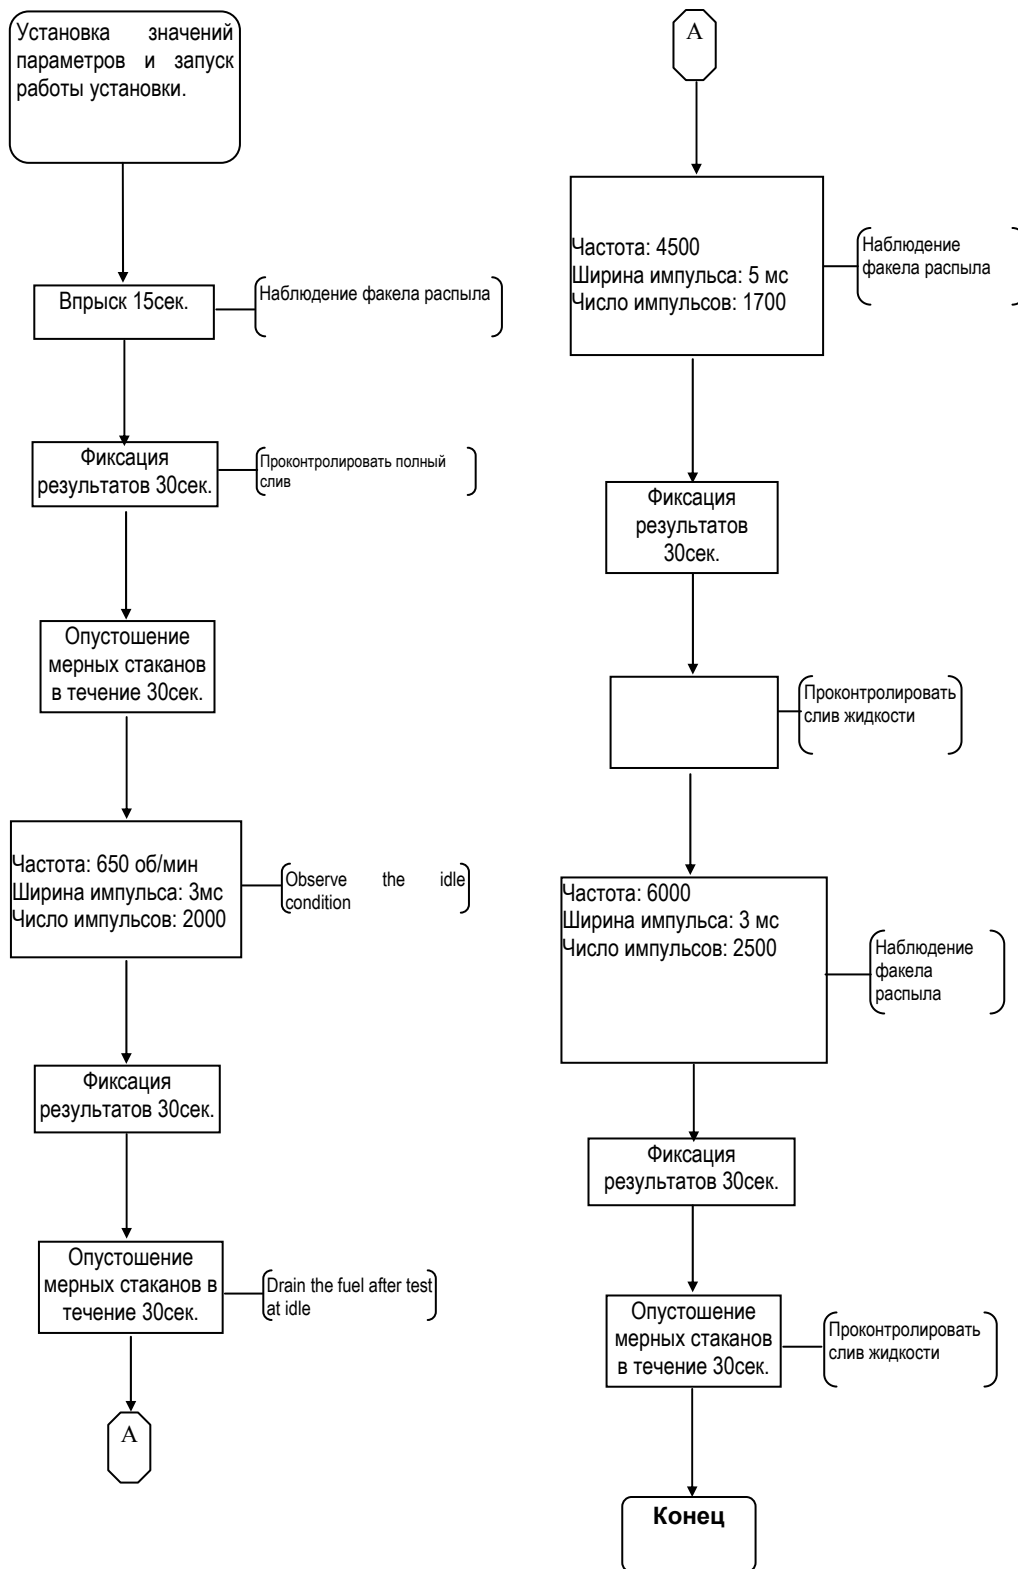 Установка значений
параметров и запуск
работы установки.
Впрыск 15сек.
Наблюдение факела распыла
Фиксация
результатов 30сек.
Проконтролировать полный
слив
Опустошение
мерных стаканов
в течение 30сек.
Частота: 650 об/мин
Ширина импульса: 3мс
Число импульсов: 2000
Observe the idle
condition
Фиксация
результатов 30сек.
Опустошение
мерных стаканов в
течение 30сек.
Drain the fuel after test
at idle
A
A
Частота: 4500
Ширина импульса: 5 мс
Число импульсов: 1700
Наблюдение
факела распыла
Фиксация
результатов
30сек.
Проконтролировать
слив жидкости
Частота: 6000
Ширина импульса: 3 мс
Число импульсов: 2500
Наблюдение
факела
распыла
Фиксация
результатов 30сек.
Опустошение
мерных стаканов
в течение 30сек.
Проконтролировать
слив жидкости
Конец